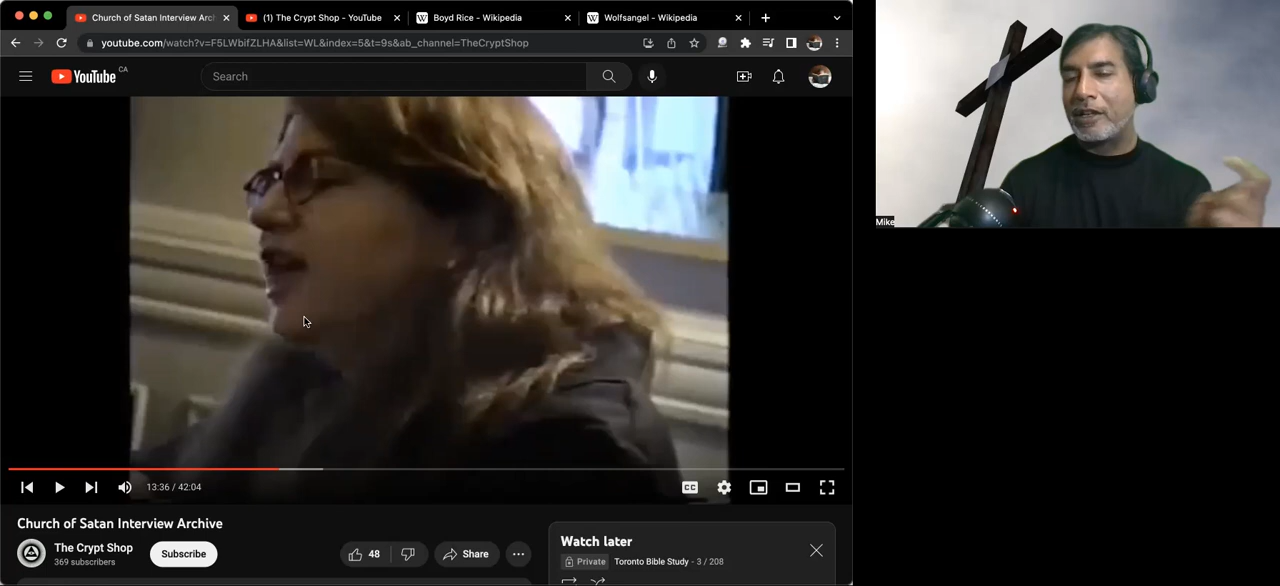 Church of Satan Interview Arch
(1) The Crypt Shop - YouTube
Boyd Rice - Wikipedia
Wolfsangel - Wikipedia
youtube.com/watch?v=F5LWbifZLHA&list=WL&index=5&t=9s&ab_channel=TheCryptShop
YouTube CA
Search
Mike
13:36 / 42:04
CC
Church of Satan Interview Archive
The Crypt Shop
369 subscribers
Subscribe
48
Share
Watch later
Private Toronto Bible Study - 3 / 208